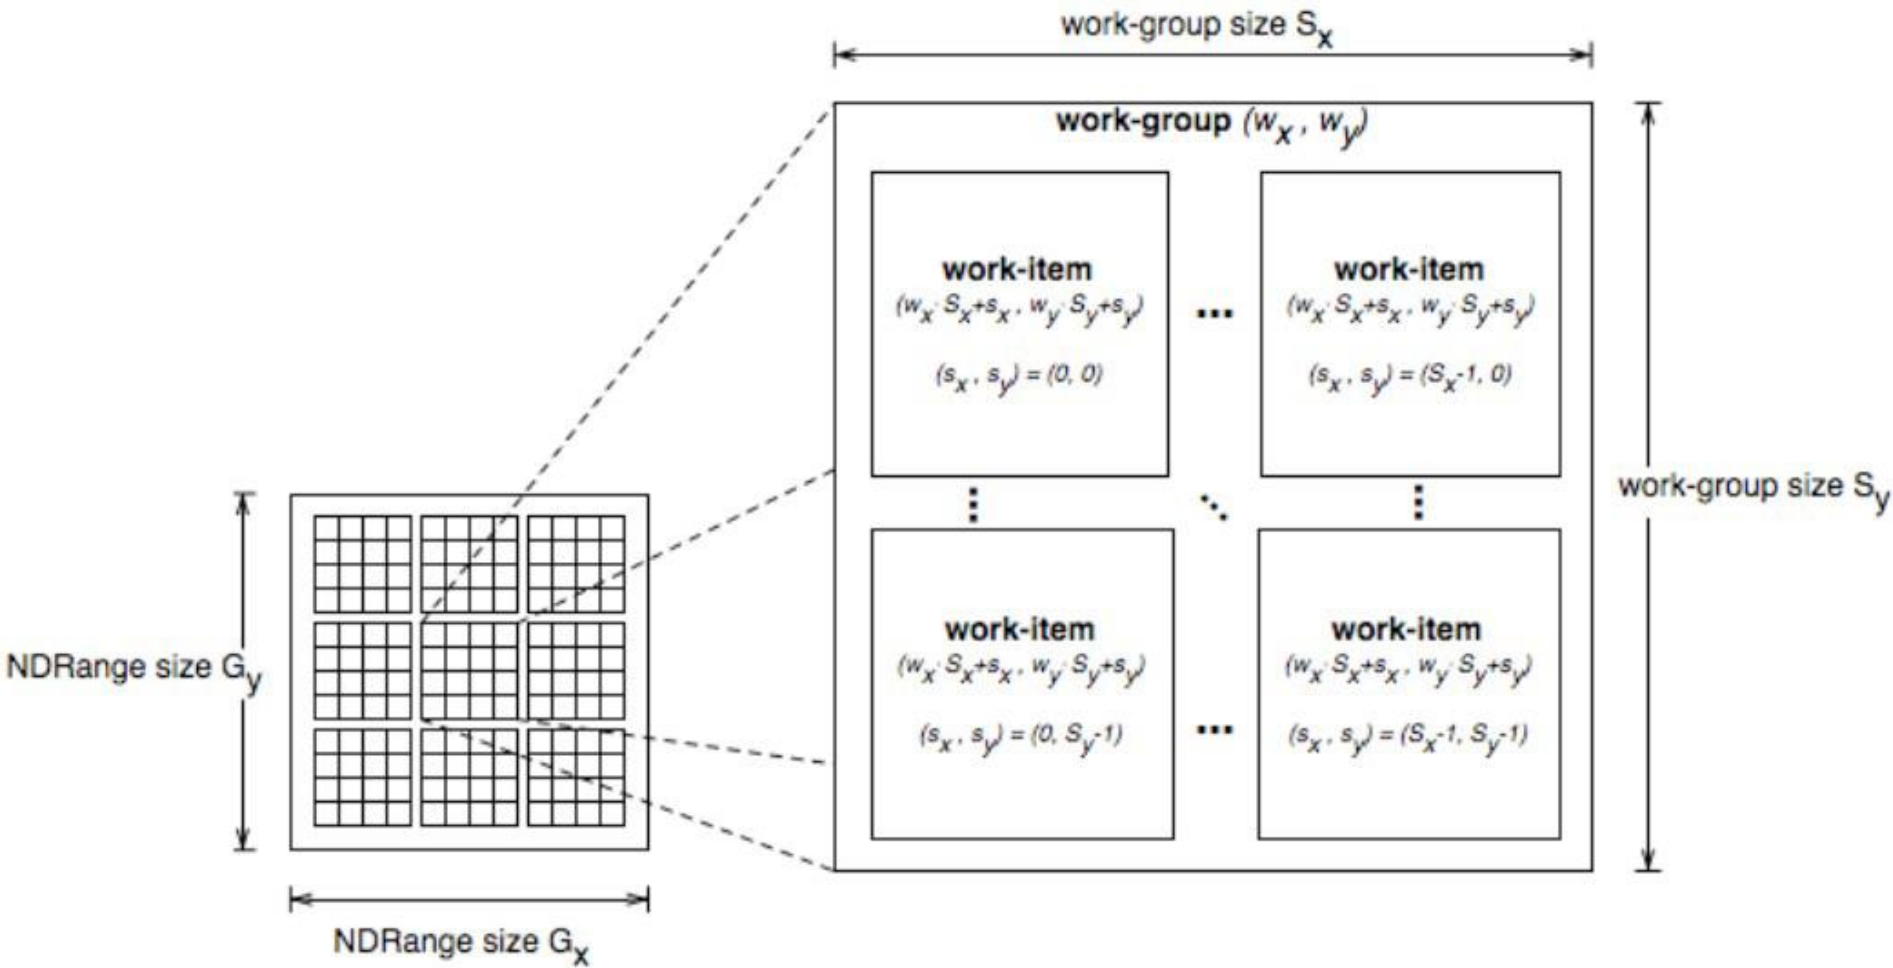 work-group size Sx
work-group (wx , wy)
work-item
(wx· Sx+sx , wy· Sy+sy)
(sx , sy) = (0, 0)
...
work-item
(wx· Sx+sx , wy· Sy+sy)
(sx , sy) = (Sx-1, 0)
work-group size Sy
work-item
(wx· Sx+sx , wy· Sy+sy)
(sx , sy) = (0, Sy-1)
...
work-item
(wx· Sx+sx , wy· Sy+sy)
(sx , sy) = (Sx-1, Sy-1)
NDRange size Gy
NDRange size Gx